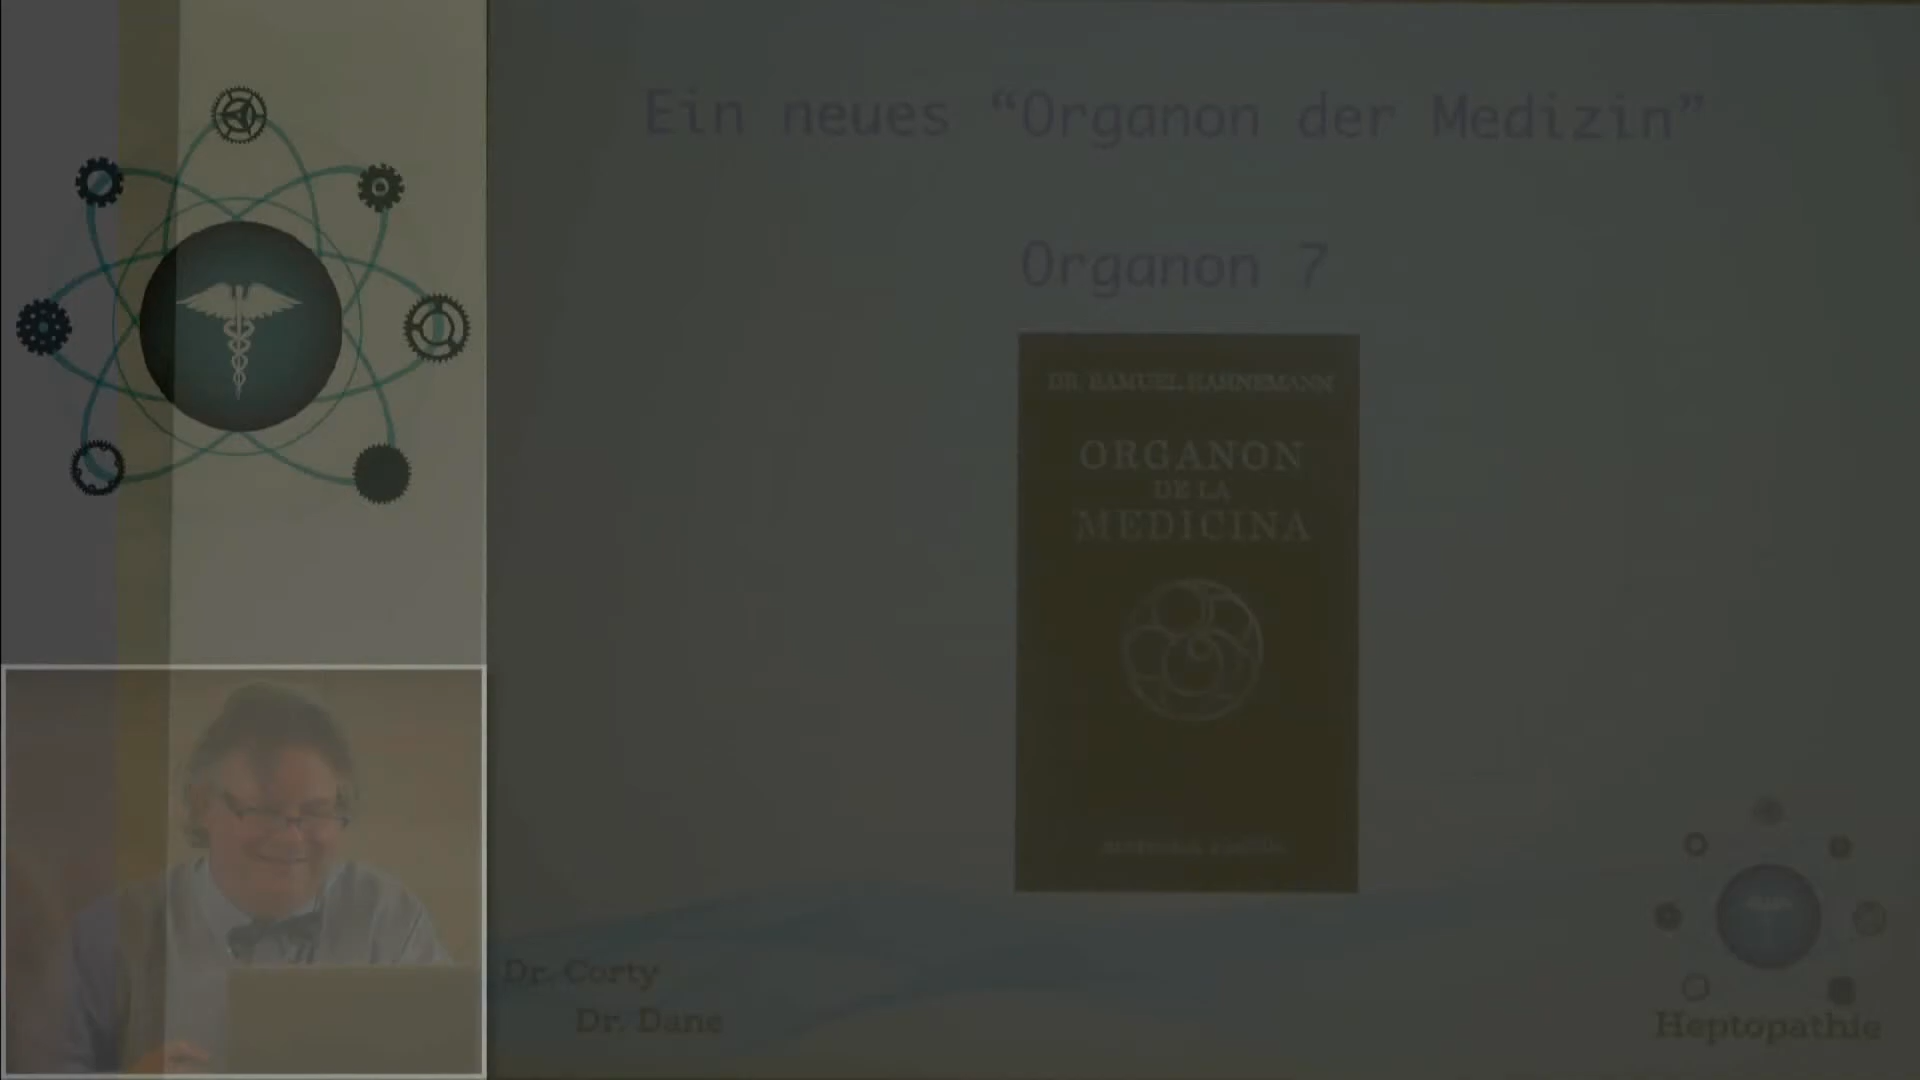 Ein neues “Organon der Medizin”
Organon 7
DR. SAMUEL HAHNEMANN
ORGANON
DE LA
MEDICINA
Dr. Corty
Dr. Dane
Heptopathie